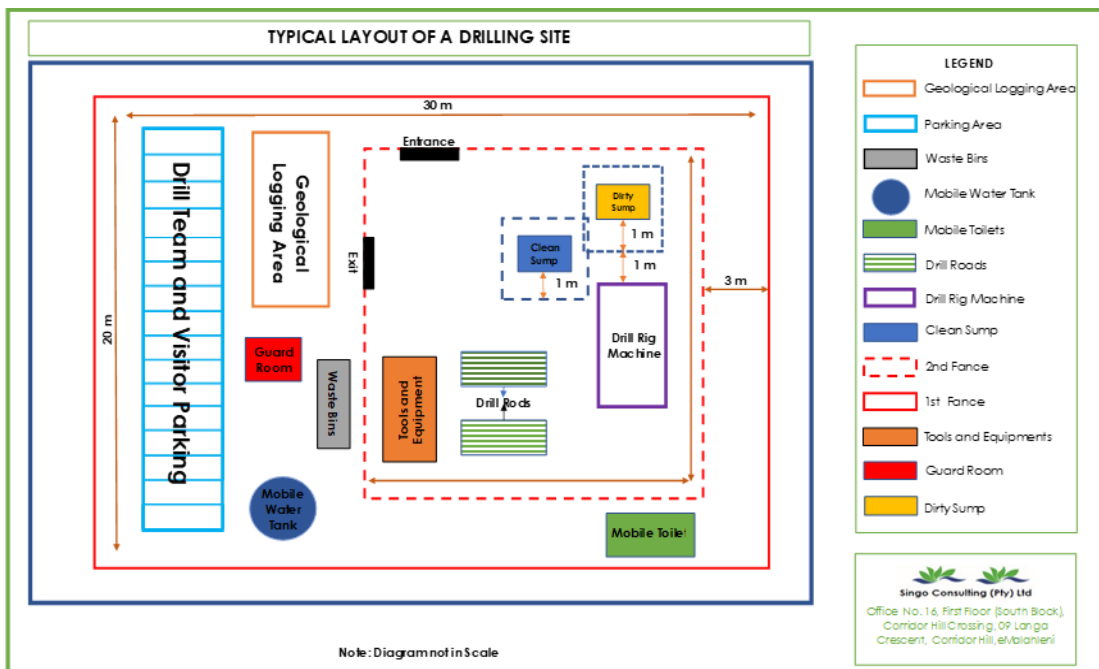 TYPICAL LAYOUT OF A DRILLING SITE
30 m
20 m
Drill Team and Visitor Parking
Geological
Logging Area
Entrance
Exit
Dirty
Sump
1 m
Clean
Sump
1 m
1 m
3 m
Drill Rig
Machine
Guard
Room
Waste Bins
Tools and
Equipment
Drill Rods
Mobile
Water
Tank
Mobile Toilet
Note: Diagram not in Scale
LEGEND
Geological Logging Area
Parking Area
Waste Bins
Mobile Water Tank
Mobile Toilets
Drill Roads
Drill Rig Machine
Clean Sump
2nd Fance
1st Fance
Tools and Equipments
Guard Room
Dirty Sump
Singo Consulting (Pty) Ltd
Office No. 16, First Floor (South Block),
Corridor Hill Crossing, 09 Langa
Crescent, Corridor Hill, eMalahleni